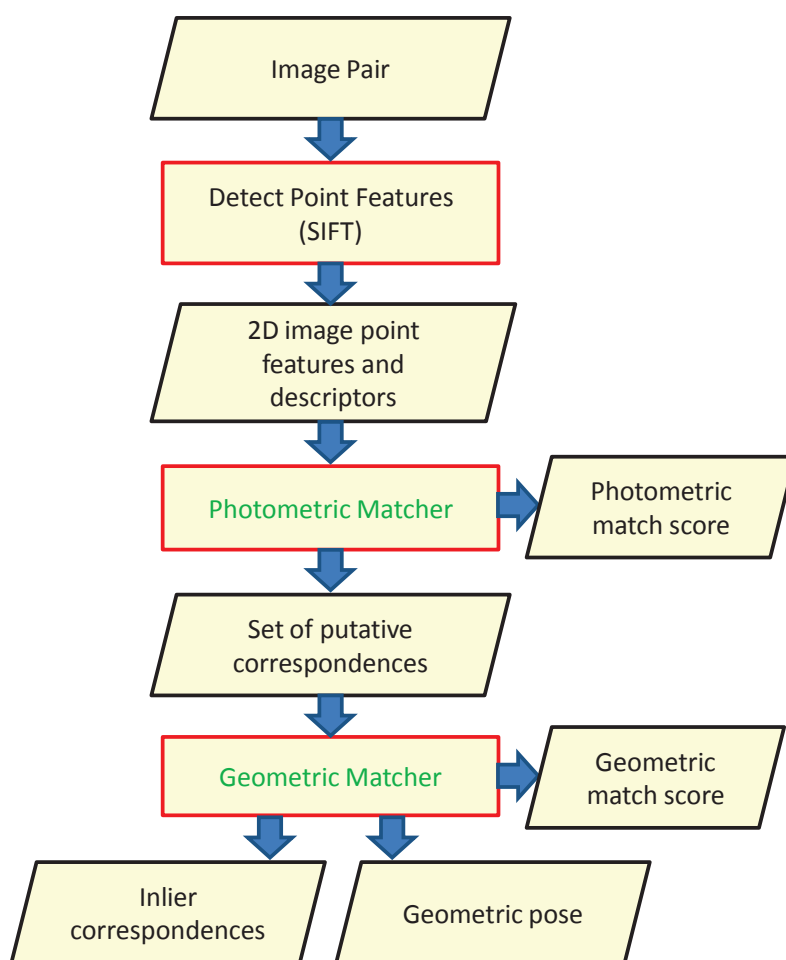 Image Pair
Detect Point Features
(SIFT)
2D image point
features and
descriptors
Photometric Matcher
Photometric
match score
Set of putative
correspondences
Geometric Matcher
Geometric
match score
Inlier
correspondences
Geometric pose